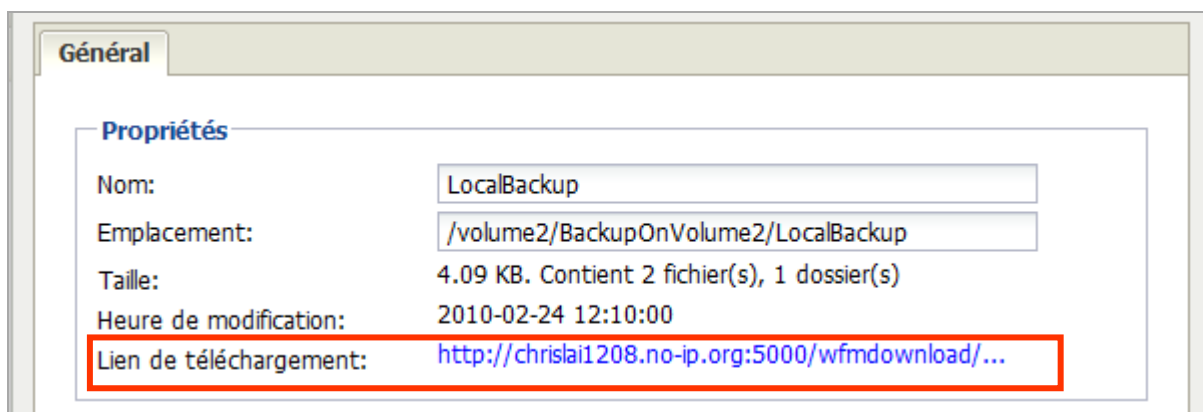 Général
Propriétés
Nom: LocalBackup
Emplacement: /volume2/BackupOnVolume2/LocalBackup
Taille: 4.09 KB. Contient 2 fichier(s), 1 dossier(s)
Heure de modification: 2010-02-24 12:10:00
Lien de téléchargement: http://chrislai1208.no-ip.org:5000/wfmdownload/...